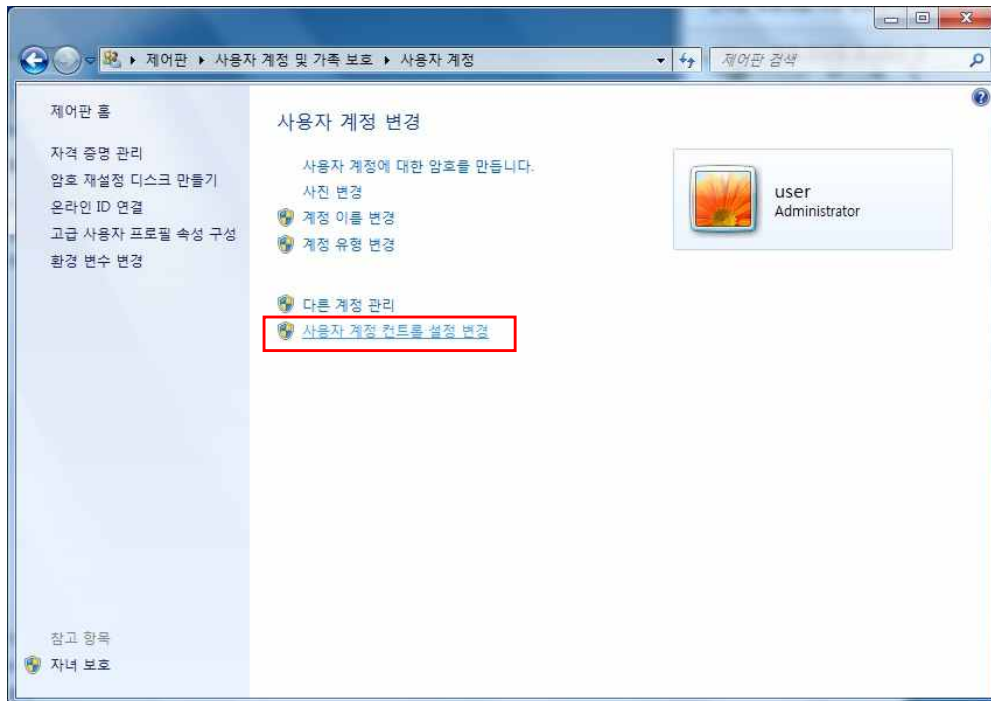 제어판 ▸ 사용자 계정 및 가족 보호 ▸ 사용자 계정
제어판 검색
제어판 홈
자격 증명 관리
암호 재설정 디스크 만들기
온라인 ID 연결
고급 사용자 프로필 속성 구성
환경 변수 변경
사용자 계정 변경
사용자 계정에 대한 암호를 만듭니다.
사진 변경
계정 이름 변경
계정 유형 변경
다른 계정 관리
사용자 계정 컨트롤 설정 변경
user
Administrator
참고 항목
자녀 보호